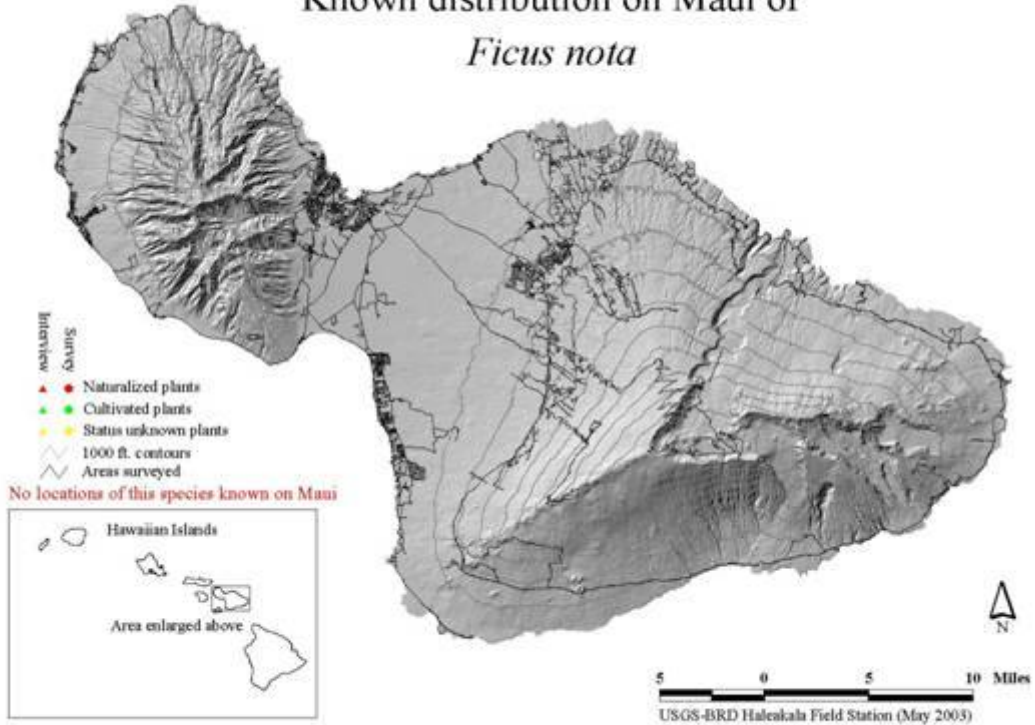 Known distribution on Maui of
Ficus nota
Interview
Survey
Naturalized plants
Cultivated plants
Status unknown plants
1000 ft. contours
Areas surveyed
No locations of this species known on Maui
Hawaiian Islands
Area enlarged above
N
5 0 5 10 Miles
USGS-BRD Haleakala Field Station (May 2003)